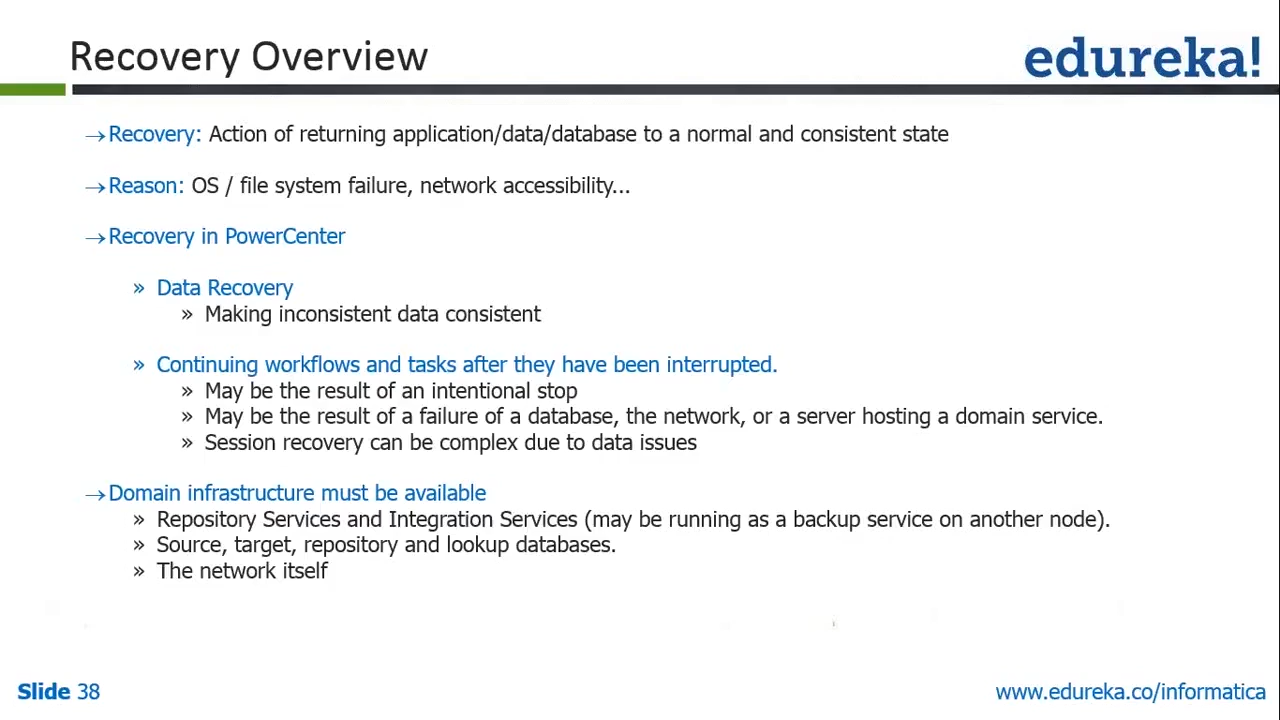 Recovery Overview
edureka!
→Recovery: Action of returning application/data/database to a normal and consistent state
→Reason: OS / file system failure, network accessibility...
→Recovery in PowerCenter
» Data Recovery
» Making inconsistent data consistent
» Continuing workflows and tasks after they have been interrupted.
» May be the result of an intentional stop
» May be the result of a failure of a database, the network, or a server hosting a domain service.
» Session recovery can be complex due to data issues
→Domain infrastructure must be available
» Repository Services and Integration Services (may be running as a backup service on another node).
» Source, target, repository and lookup databases.
» The network itself
Slide 38
www.edureka.co/informatica